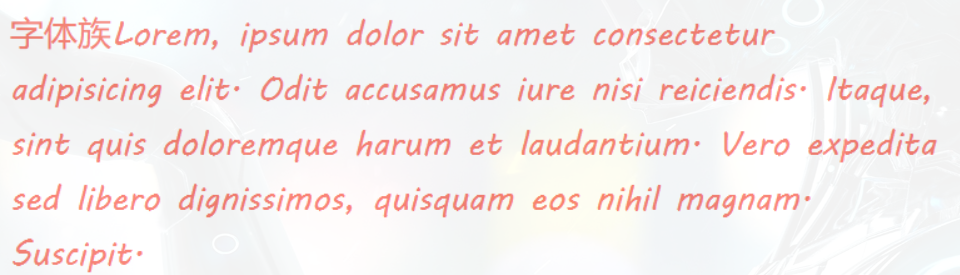 字体族Lorem, ipsum dolor sit amet consectetur
adipisicing elit. Odit accusamus iure nisi reiciendis. Itaque,
sint quis doloremque harum et laudantium. Vero expedita
sed libero dignissimos, quisquam eos nihil magnam.
Suscipit.